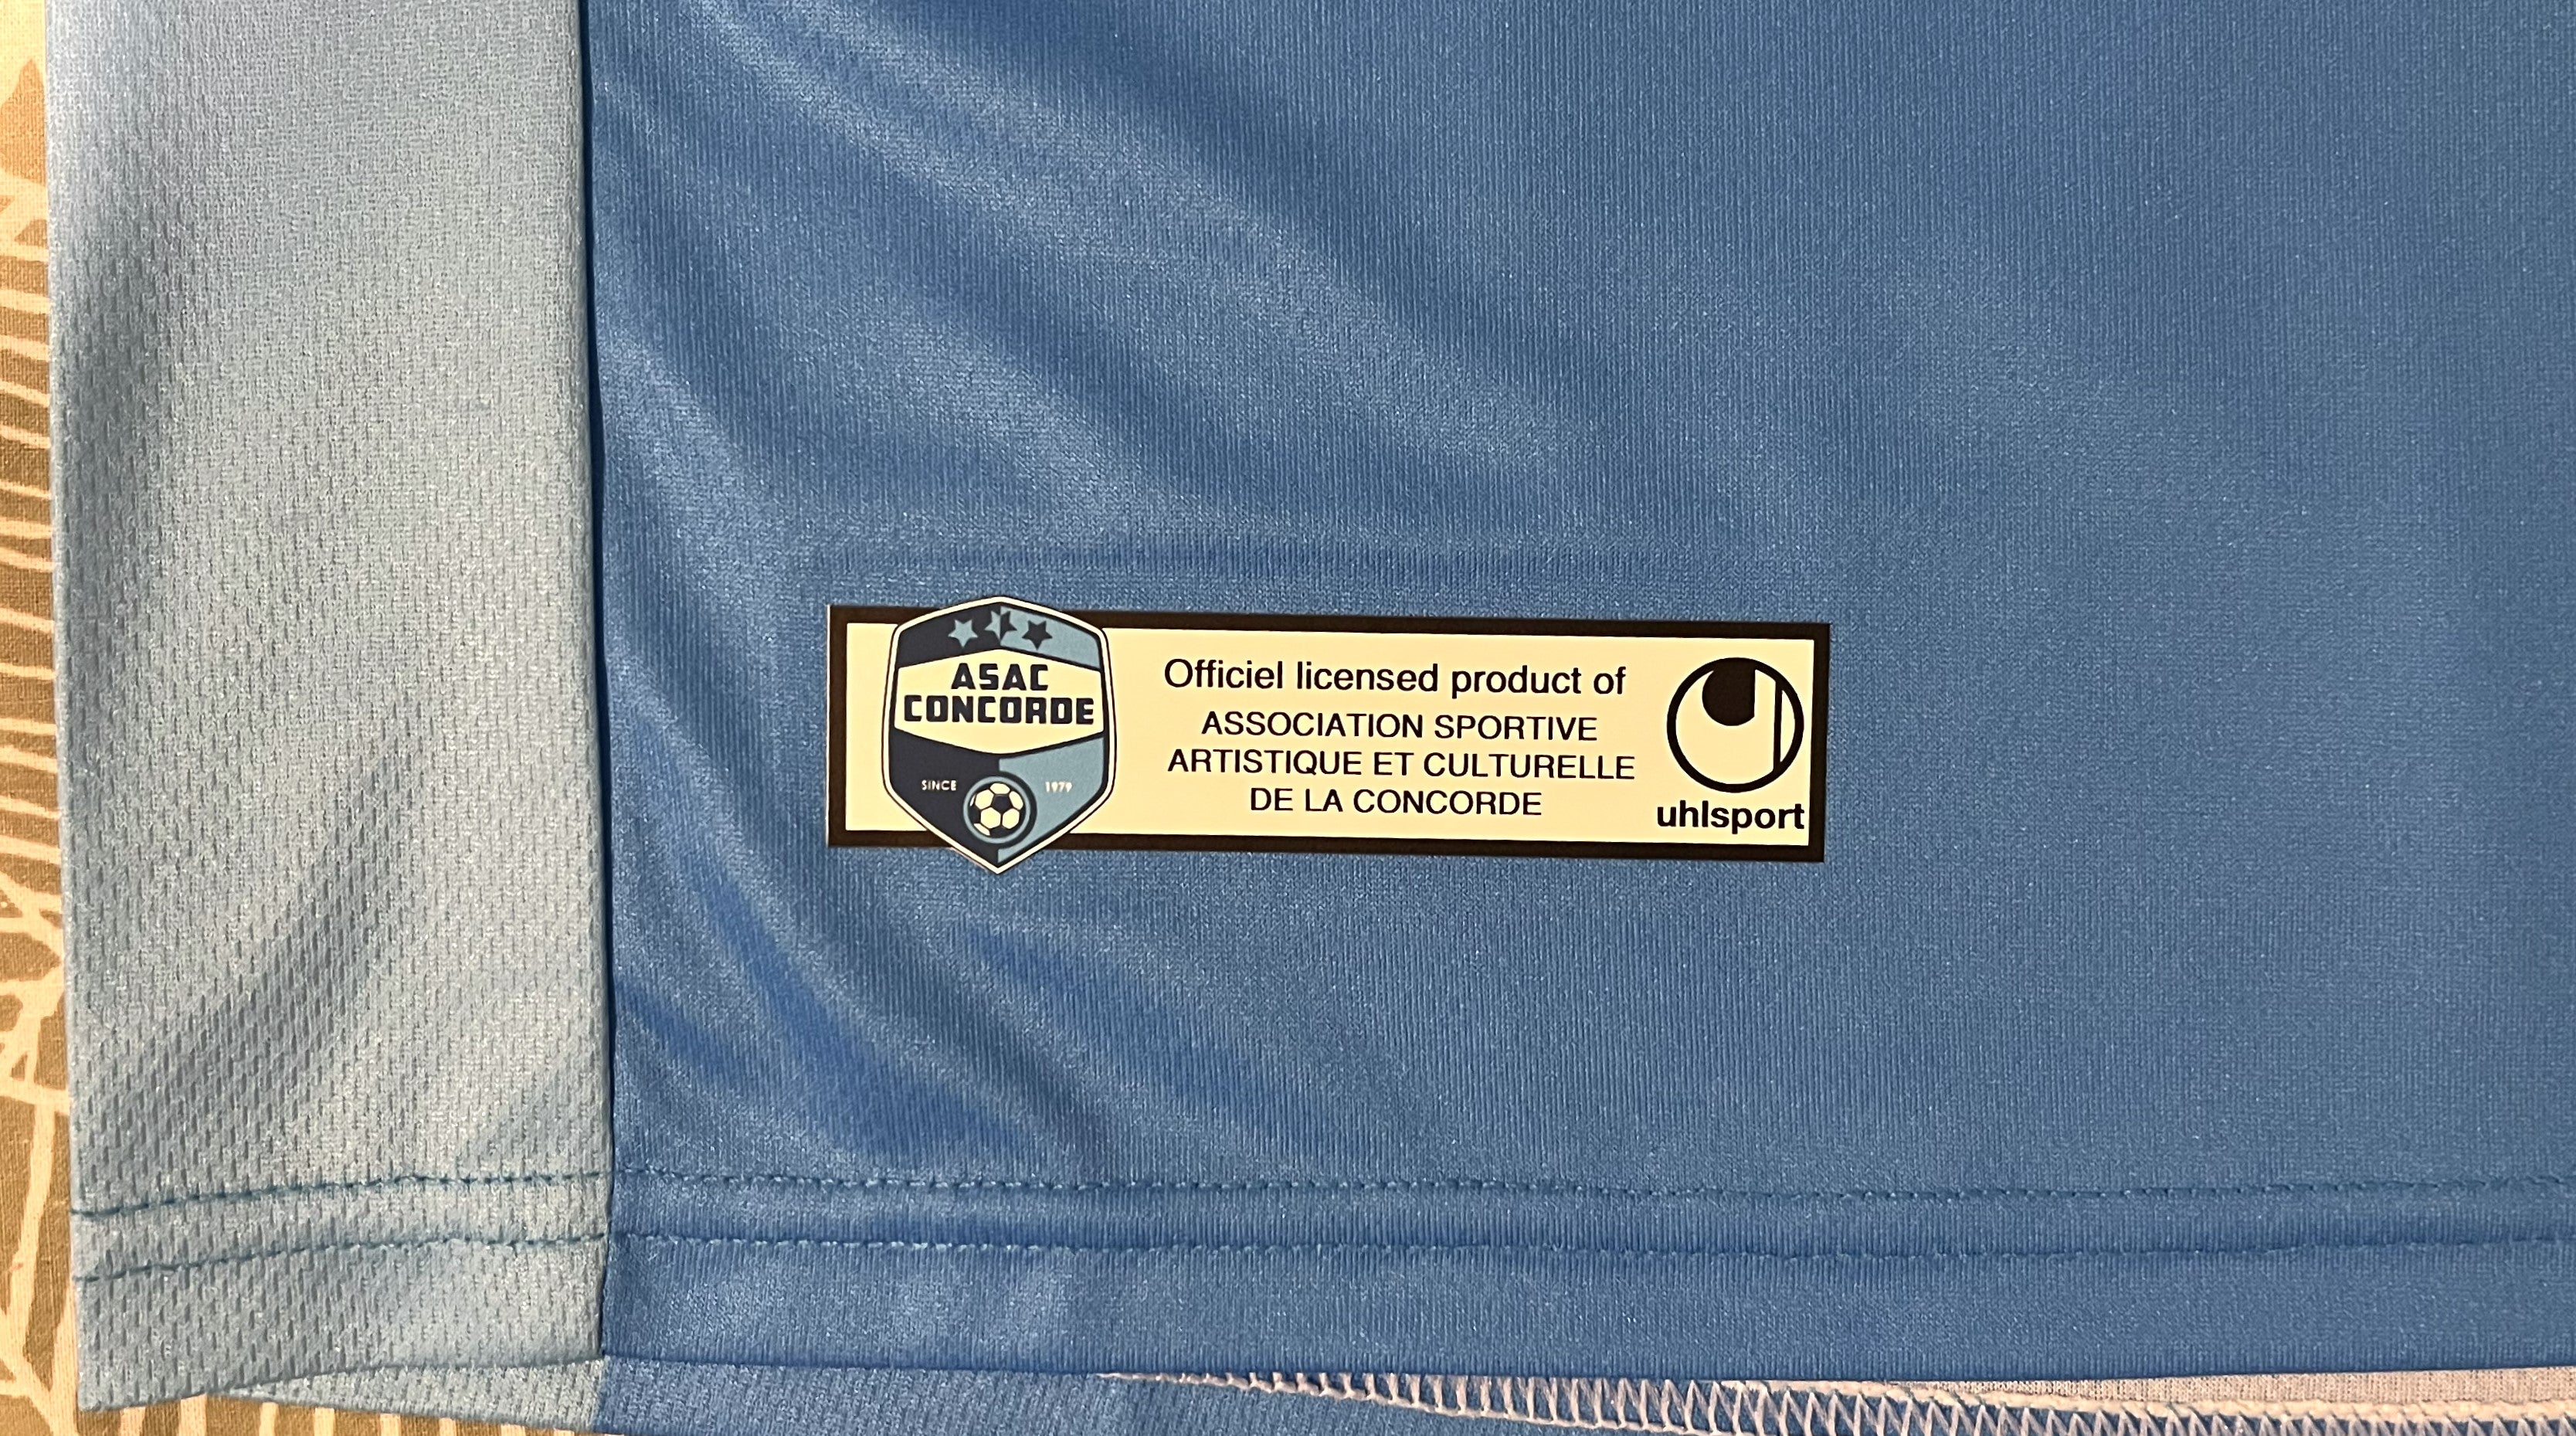 ASAC
CONCORDE
SINCE 1979
Officiel licensed product of
ASSOCIATION SPORTIVE
ARTISTIQUE ET CULTURELLE
DE LA CONCORDE
uhlsport